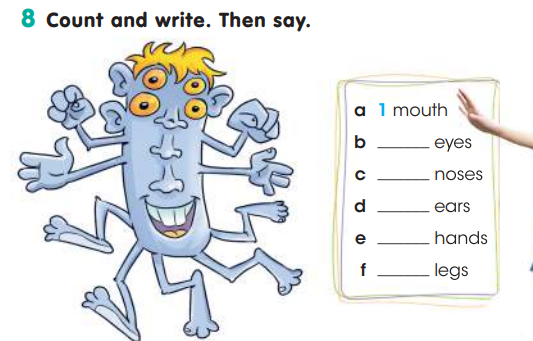 8 Count and write. Then say.
a 1 mouth
b ______ eyes
c ______ noses
d ______ ears
e ______ hands
f ______ legs